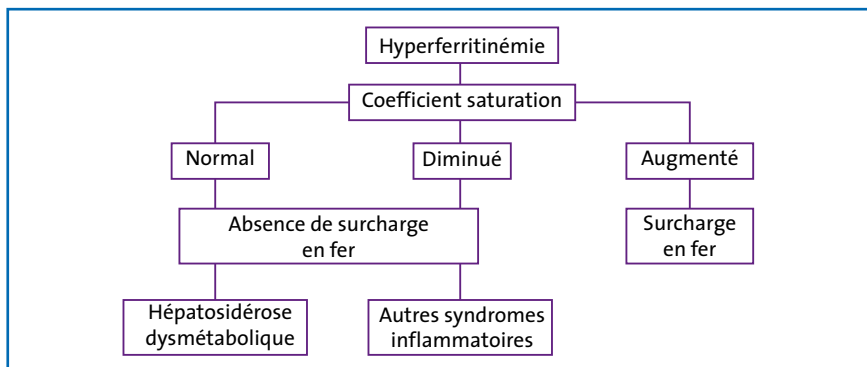 Hyperferritinémie
Coefficient saturation
Normal
Diminué
Augmenté
Absence de surcharge
en fer
Surcharge
en fer
Hépatosidérose
dysmétabolique
Autres syndromes
inflammatoires